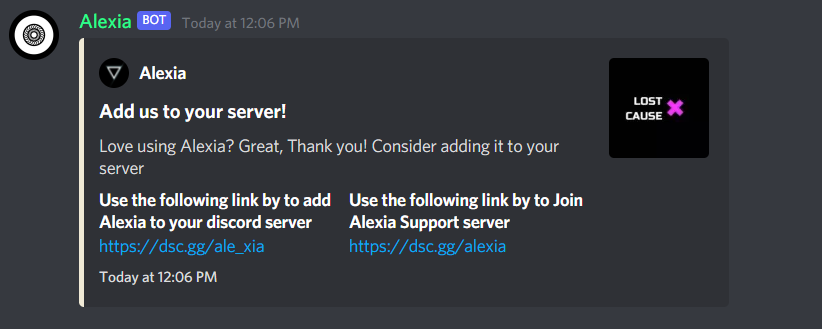 Alexia BOT Today at 12:06 PM
Alexia
LOST
CAUSE
Add us to your server!
Love using Alexia? Great, Thank you! Consider adding it to your
server
Use the following link by to add
Alexia to your discord server
https://dsc.gg/ale_xia
Use the following link by to Join
Alexia Support server
https://dsc.gg/alexia
Today at 12:06 PM